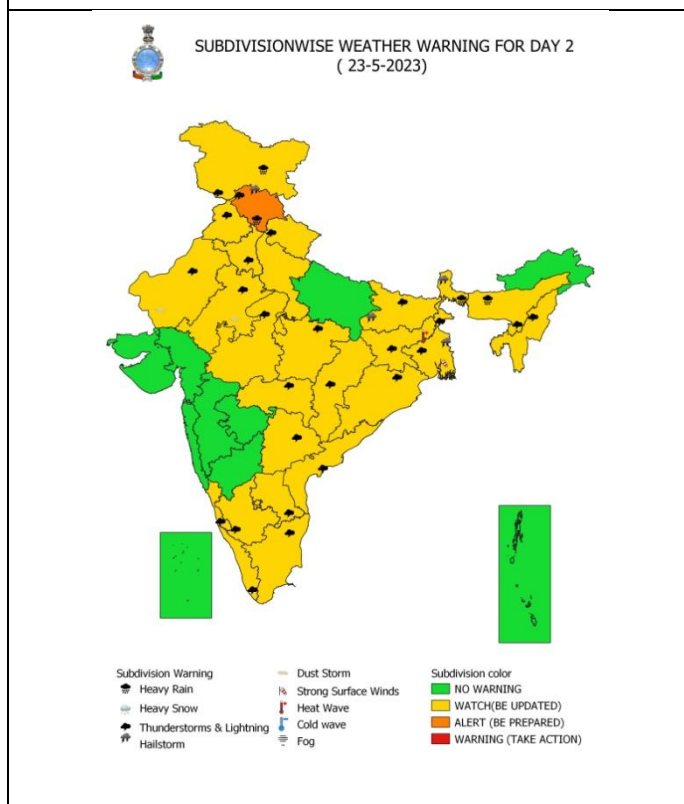 SUBDIVISIONWISE WEATHER WARNING FOR DAY 2
( 23-5-2023)
Subdivision Warning
Heavy Rain
Heavy Snow
Thunderstorms & Lightning
Hailstorm
Dust Storm
Strong Surface Winds
Heat Wave
Cold wave
Fog
Subdivision color
NO WARNING
WATCH(BE UPDATED)
ALERT (BE PREPARED)
WARNING (TAKE ACTION)